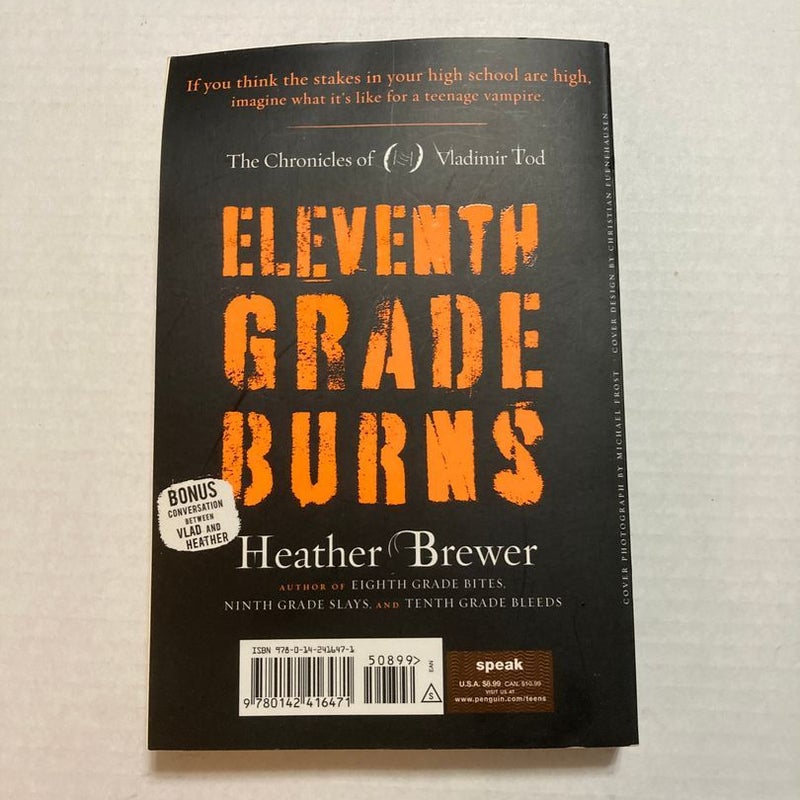 If you think the stakes in your high school are high,
imagine what it's like for a teenage vampire.
The Chronicles of Vladimir Tod
ELEVENTH
GRADE
BURNS
BONUS
CONVERSATION
BETWEEN
VLAD AND
HEATHER
Heather Brewer
AUTHOR OF EIGHTH GRADE BITES,
NINTH GRADE SLAYS, AND TENTH GRADE BLEEDS
ISBN 978-0-14-241647-1
50899>
EAN
S
9 780142 416471
speak
U.S.A. $8.99 CAN. $10.99
VISIT US AT
www.penguin.com/teens
COVER PHOTOGRAPH BY MICHAEL FROST COVER DESIGN BY CHRISTIAN FUENFHAUSEN